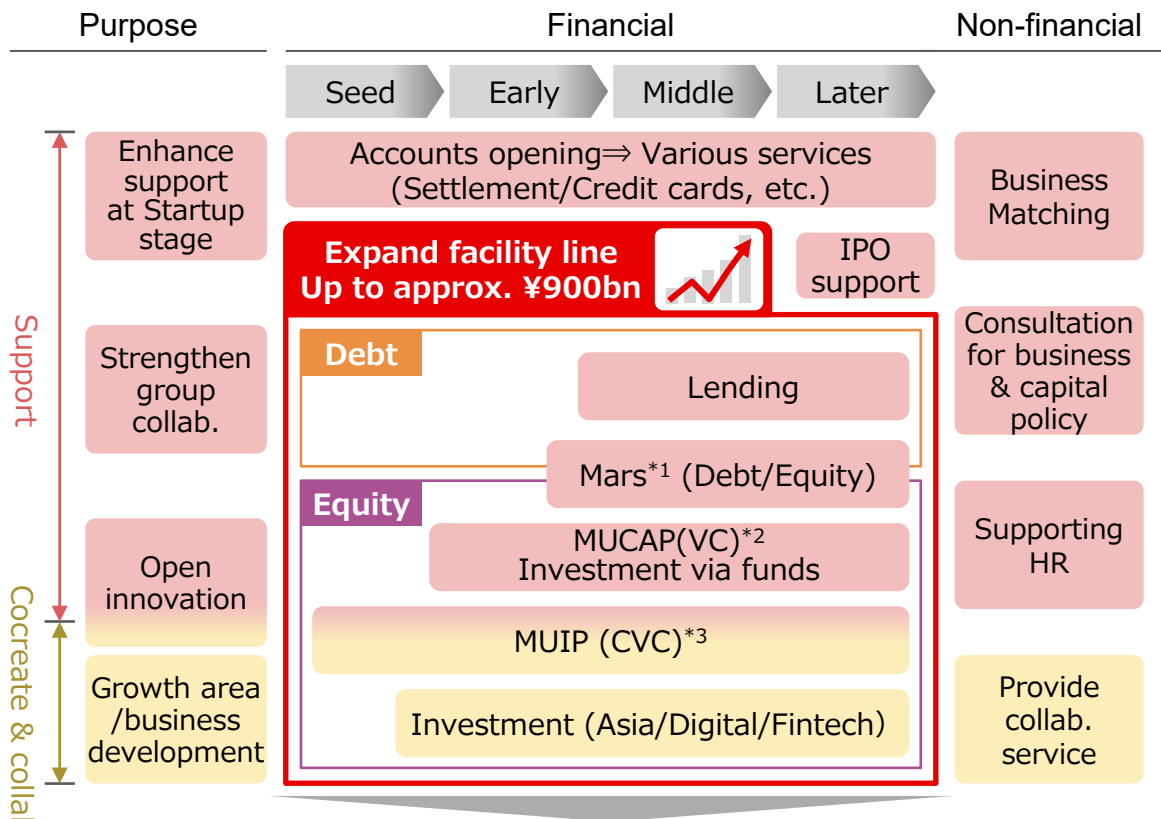 Purpose
Financial
Non-financial
Seed
Early
Middle
Later
Support
Cocreate & collal
Enhance
support
at Startup
stage
Strengthen
group
collab.
Open
innovation
Growth area
/business
development
Accounts opening⇒ Various services
(Settlement/Credit cards, etc.)
Expand facility line
Up to approx. ¥900bn
IPO
support
Debt
Lending
Mars*1 (Debt/Equity)
Equity
MUCAP(VC)*2
Investment via funds
MUIP (CVC)*3
Investment (Asia/Digital/Fintech)
Business
Matching
Consultation
for business
& capital
policy
Supporting
HR
Provide
collab.
service